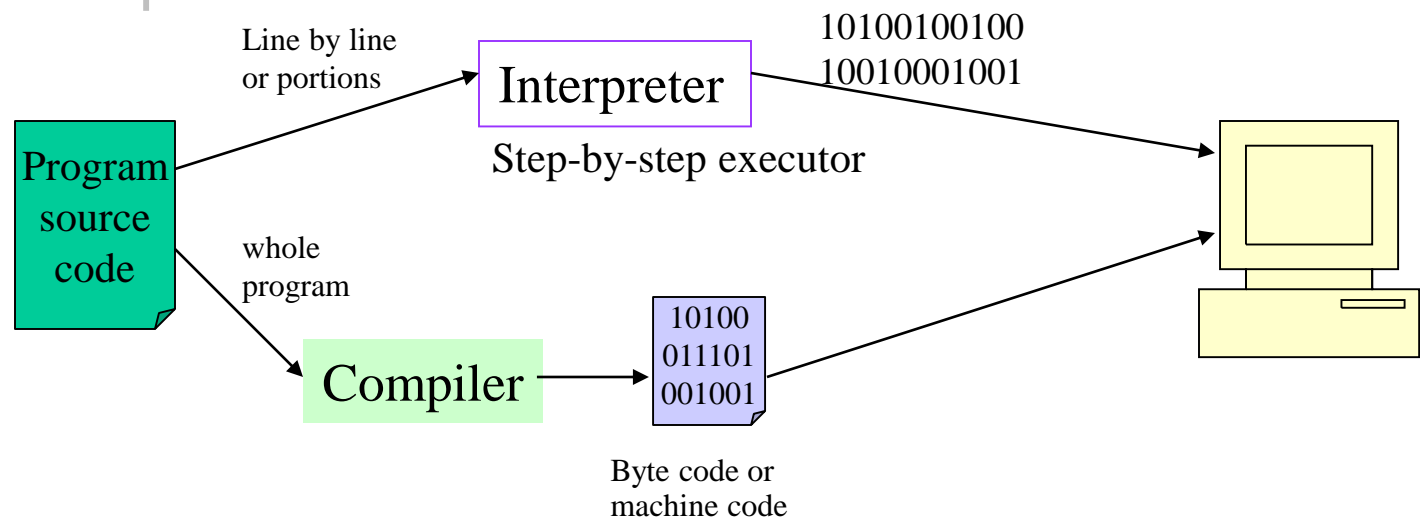 Line by line
or portions
Interpreter
10100100100
10010001001
Step-by-step executor
Program
source
code
whole
program
Compiler
10100
011101
001001
Byte code or
machine code